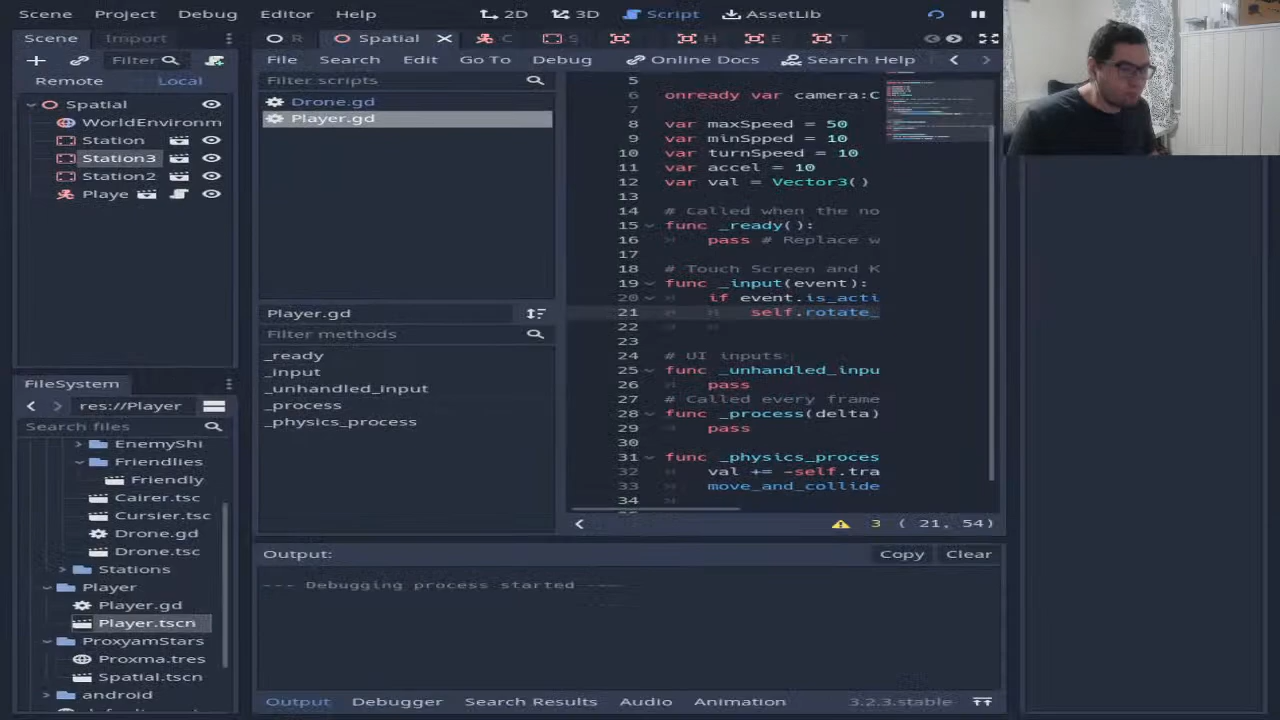 Scene Project Debug Editor Help 2D 3D Script AssetLib
Scene Import R Spatial C S H E T
Filter File Search Edit Go To Debug Online Docs Search Help
Remote Local Filter scripts
Spatial
WorldEnvironm
Station
Station3
Station2
Playe
Drone.gd
Player.gd
Player.gd
Filter methods
_ready
_input
_unhandled_input
_process
_physics_process
5
6 onready var camera:C
8 var maxSpeed = 50
9 var minSpped = 10
10 var turnSpeed = 10
11 var accel = 10
12 var val = Vector3()
13
14 # Called when the no
15 func _ready():
16 pass # Replace w
17
18 # Touch Screen and K
19 func _input(event):
20 if event.is_acti
21 self.rotate_
22
23
24 # UI inputs
25 func _unhandled_inpu
26 pass
27 # Called every frame
28 func _process(delta)
29 pass
30
31 func _physics_proces
32 val += -self.tra
33 move_and_collide
34
3 ( 21, 54)
FileSystem
res://Player
Search files
EnemyShi
Friendlies
Friendly
Cairer.tsc
Cursier.tsc
Drone.gd
Drone.tsc
Stations
Player
Player.gd
Player.tscn
ProxyamStars
Proxma.tres
Spatial.tscn
android
Output: Copy Clear
--- Debugging process started ---
Output Debugger Search Results Audio Animation 3.2.3.stable